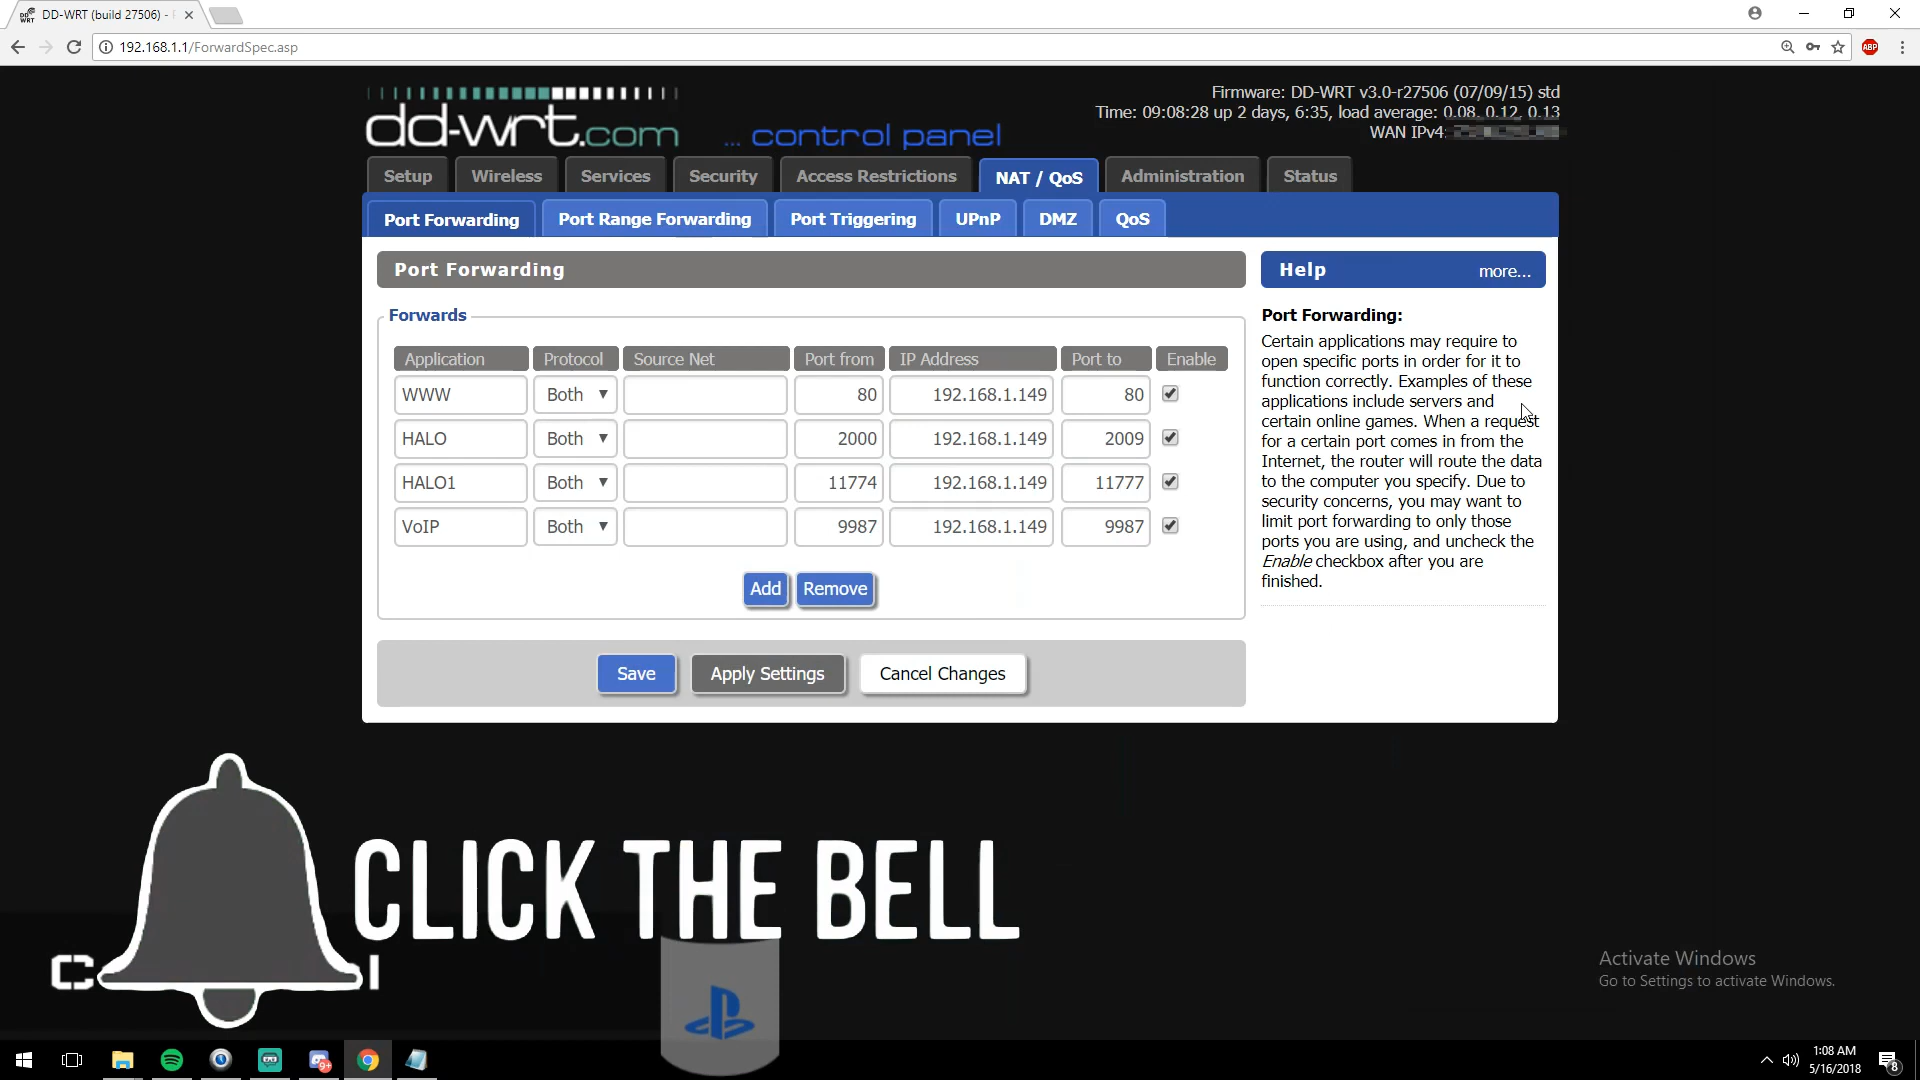 DD-WRT (build 27506) -
192.168.1.1/ForwardSpec.asp
ABP
dd-wrt.com ... control panel
Firmware: DD-WRT v3.0-r27506 (07/09/15) std
Time: 09:08:28 up 2 days, 6:35, load average: 0.08, 0.12, 0.13
WAN IPv4:
Setup Wireless Services Security Access Restrictions NAT / QoS Administration Status
Port Forwarding Port Range Forwarding Port Triggering UPnP DMZ QoS
Port Forwarding
Forwards
Application Protocol Source Net Port from IP Address Port to Enable
WWW Both 80 192.168.1.149 80
HALO Both 2000 192.168.1.149 2009
HALO1 Both 11774 192.168.1.149 11777
VoIP Both 9987 192.168.1.149 9987
Add Remove
Save Apply Settings Cancel Changes
Help more...
Port Forwarding:
Certain applications may require to
open specific ports in order for it to
function correctly. Examples of these
applications include servers and
certain online games. When a request
for a certain port comes in from the
Internet, the router will route the data
to the computer you specify. Due to
security concerns, you may want to
limit port forwarding to only those
ports you are using, and uncheck the
Enable checkbox after you are
finished.
CLICK THE BELL
Activate Windows
Go to Settings to activate Windows.
9+
1:08 AM
5/16/2018
8